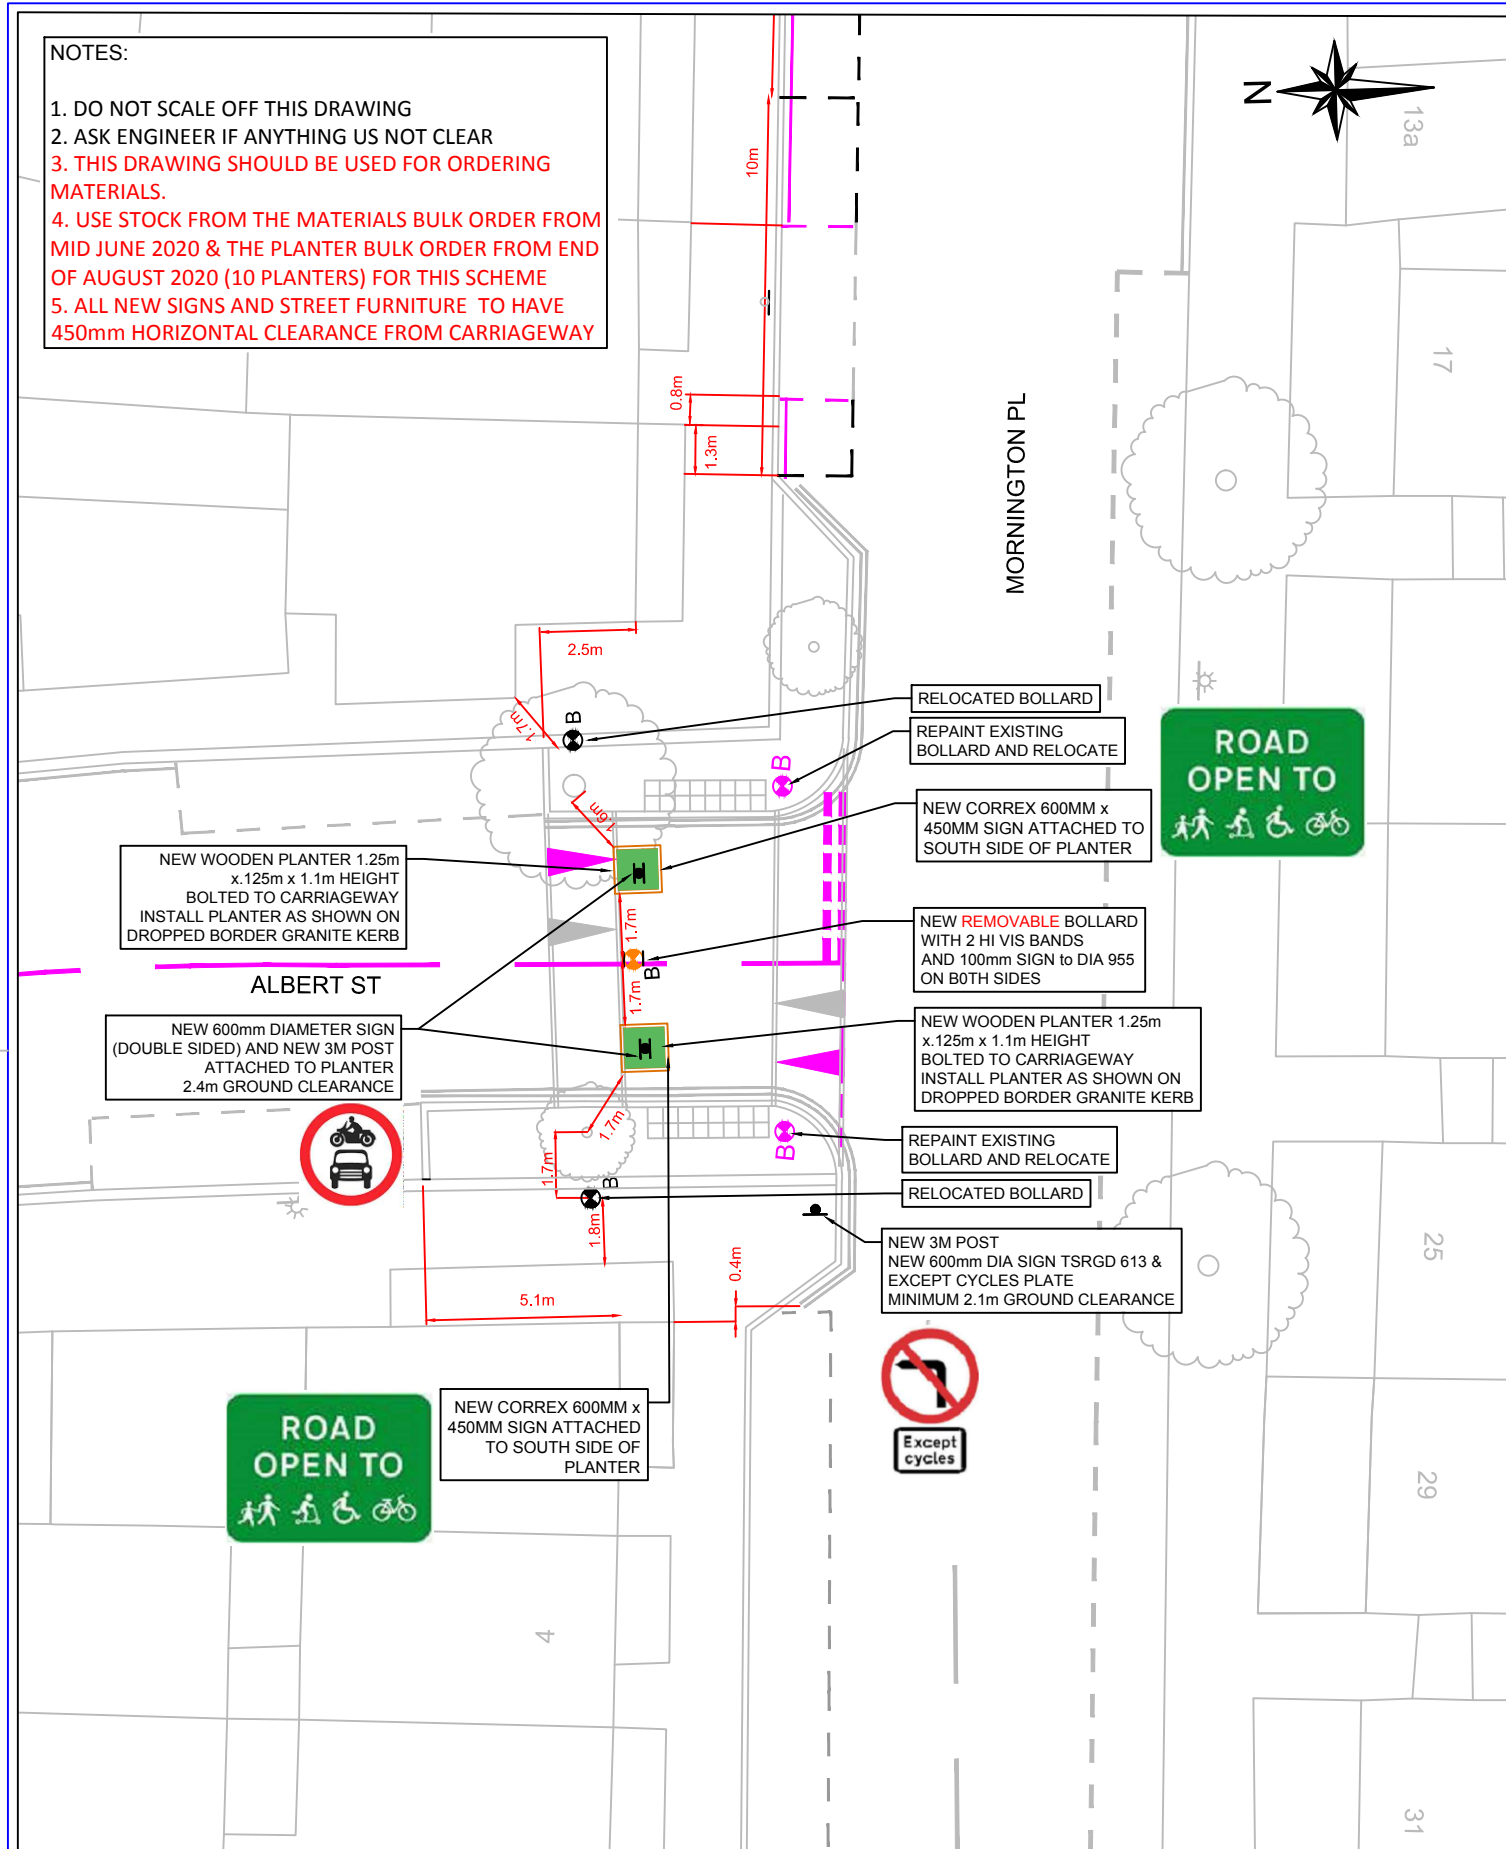 NOTES:
1. DO NOT SCALE OFF THIS DRAWING
2. ASK ENGINEER IF ANYTHING US NOT CLEAR
3. THIS DRAWING SHOULD BE USED FOR ORDERING
MATERIALS.
4. USE STOCK FROM THE MATERIALS BULK ORDER FROM
MID JUNE 2020 & THE PLANTER BULK ORDER FROM END
OF AUGUST 2020 (10 PLANTERS) FOR THIS SCHEME
5. ALL NEW SIGNS AND STREET FURNITURE TO HAVE
450mm HORIZONTAL CLEARANCE FROM CARRIAGEWAY
N
13a
17
10m
0.8m
1.3m
MORNINGTON PL
2.5m
1.7m
B
RELOCATED BOLLARD
B
REPAINT EXISTING
BOLLARD AND RELOCATE
ROAD
OPEN TO
1.6m
NEW CORREX 600MM x
450MM SIGN ATTACHED TO
SOUTH SIDE OF PLANTER
NEW WOODEN PLANTER 1.25m
x.125m x 1.1m HEIGHT
BOLTED TO CARRIAGEWAY
INSTALL PLANTER AS SHOWN ON
DROPPED BORDER GRANITE KERB
1.7m
B
NEW REMOVABLE BOLLARD
WITH 2 HI VIS BANDS
AND 100mm SIGN to DIA 955
ON B0TH SIDES
ALBERT ST
1.7m
NEW 600mm DIAMETER SIGN
(DOUBLE SIDED) AND NEW 3M POST
ATTACHED TO PLANTER
2.4m GROUND CLEARANCE
NEW WOODEN PLANTER 1.25m
x.125m x 1.1m HEIGHT
BOLTED TO CARRIAGEWAY
INSTALL PLANTER AS SHOWN ON
DROPPED BORDER GRANITE KERB
1.7m
B
REPAINT EXISTING
BOLLARD AND RELOCATE
1.7m
B
RELOCATED BOLLARD
1.8m
NEW 3M POST
NEW 600mm DIA SIGN TSRGD 613 &
EXCEPT CYCLES PLATE
MINIMUM 2.1m GROUND CLEARANCE
0.4m
5.1m
25
Except
cycles
NEW CORREX 600MM x
450MM SIGN ATTACHED
TO SOUTH SIDE OF
PLANTER
ROAD
OPEN TO
29
4
31